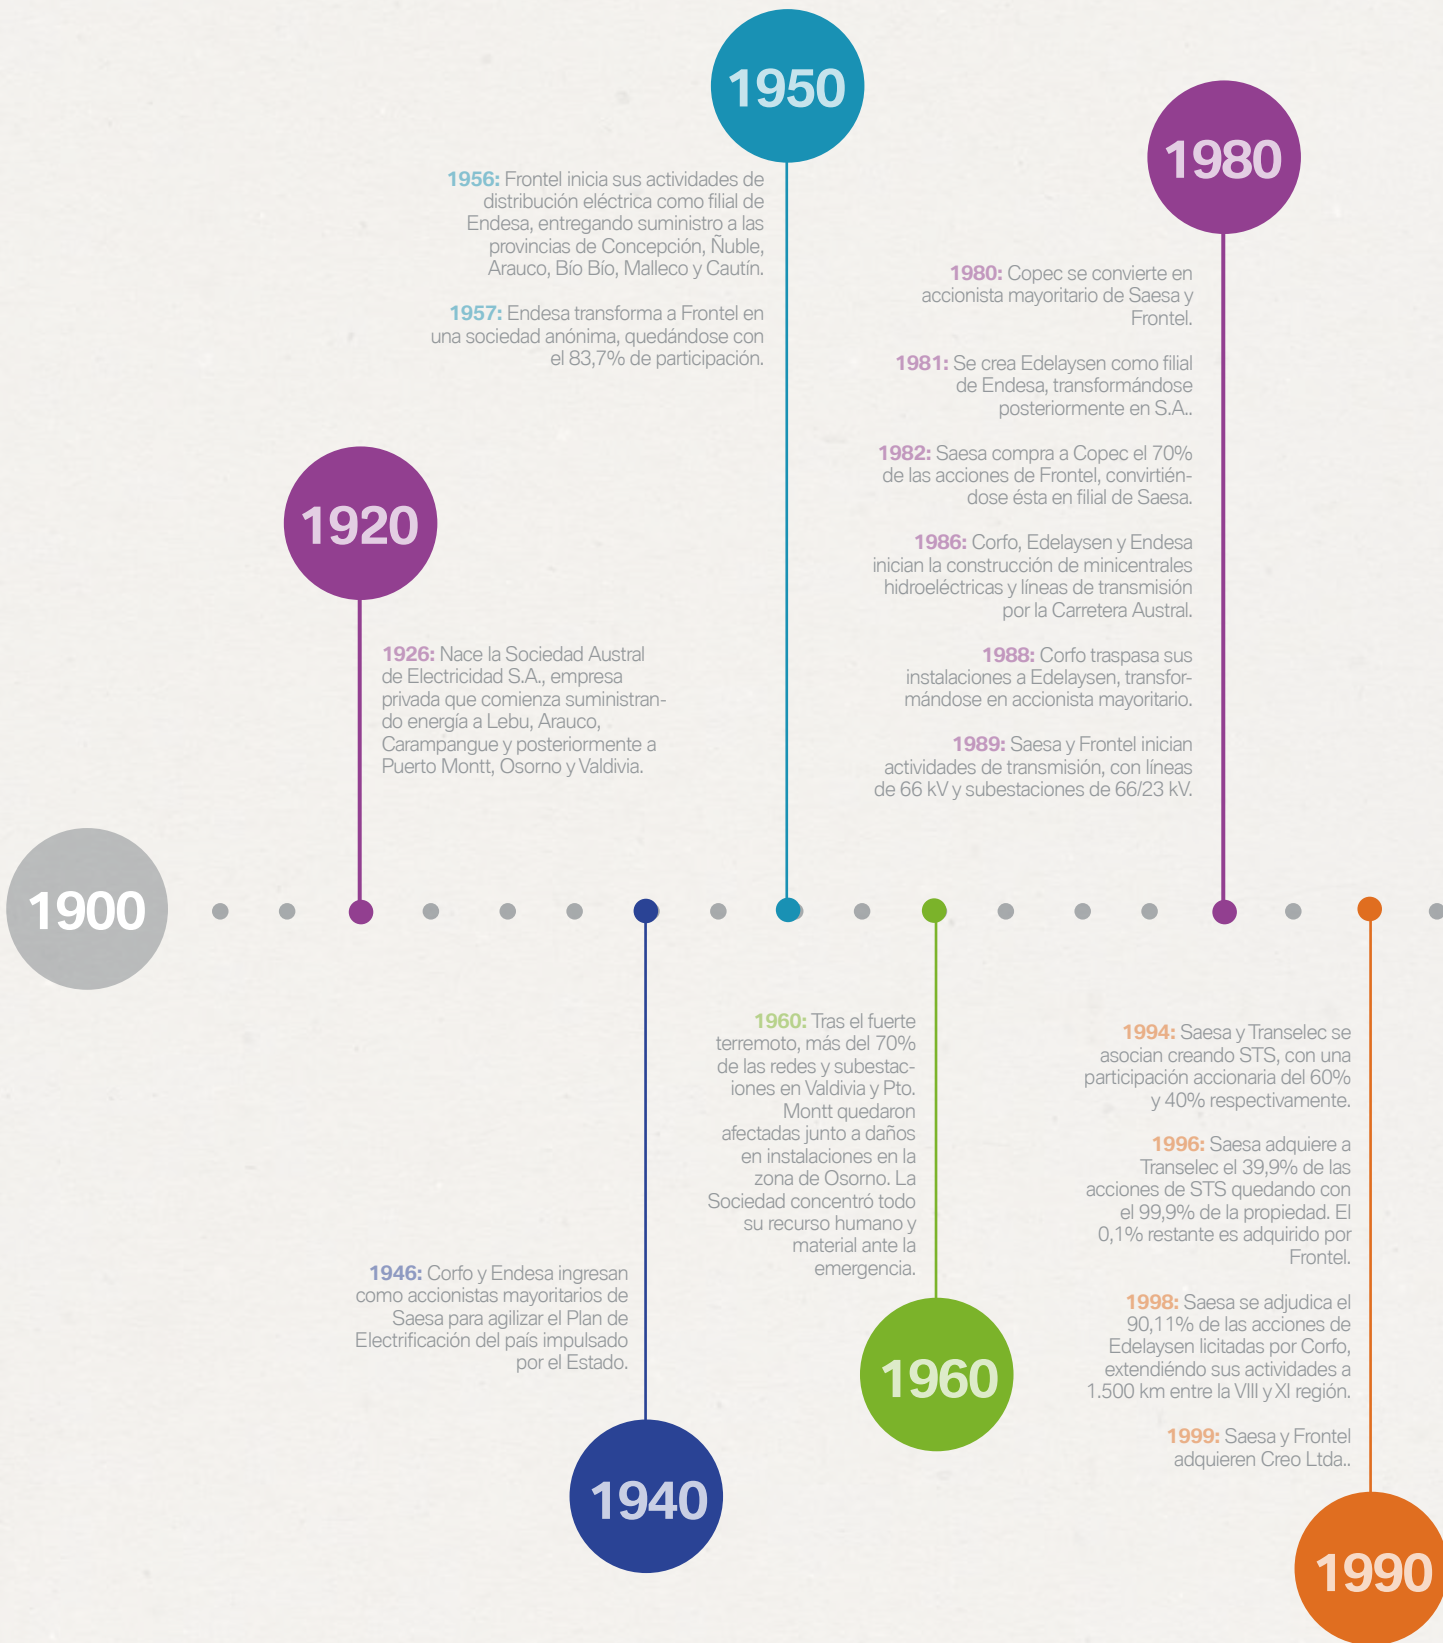 1900
1920
1926: Nace la Sociedad Austral
de Electricidad S.A., empresa
privada que comienza suministran-
do energía a Lebu, Arauco,
Carampangue y posteriormente a
Puerto Montt, Osorno y Valdivia.
1946: Corfo y Endesa ingresan
como accionistas mayoritarios de
Saesa para agilizar el Plan de
Electrificación del país impulsado
por el Estado.
1940
1950
1956: Frontel inicia sus actividades de
distribución eléctrica como filial de
Endesa, entregando suministro a las
provincias de Concepción, Ñuble,
Arauco, Bío Bío, Malleco y Cautín.
1957: Endesa transforma a Frontel en
una sociedad anónima, quedándose con
el 83,7% de participación.
1960: Tras el fuerte
terremoto, más del 70%
de las redes y subestac-
iones en Valdivia y Pto.
Montt quedaron
afectadas junto a daños
en instalaciones en la
zona de Osorno. La
Sociedad concentró todo
su recurso humano y
material ante la
emergencia.
1960
1980
1980: Copec se convierte en
accionista mayoritario de Saesa y
Frontel.
1981: Se crea Edelaysen como filial
de Endesa, transformándose
posteriormente en S.A..
1982: Saesa compra a Copec el 70%
de las acciones de Frontel, convirtién-
dose ésta en filial de Saesa.
1986: Corfo, Edelaysen y Endesa
inician la construcción de minicentrales
hidroeléctricas y líneas de transmisión
por la Carretera Austral.
1988: Corfo traspasa sus
instalaciones a Edelaysen, transfor-
mándose en accionista mayoritario.
1989: Saesa y Frontel inician
actividades de transmisión, con líneas
de 66 kV y subestaciones de 66/23 kV.
1994: Saesa y Transelec se
asocian creando STS, con una
participación accionaria del 60%
y 40% respectivamente.
1996: Saesa adquiere a
Transelec el 39,9% de las
acciones de STS quedando con
el 99,9% de la propiedad. El
0,1% restante es adquirido por
Frontel.
1998: Saesa se adjudica el
90,11% de las acciones de
Edelaysen licitadas por Corfo,
extendiéndo sus actividades a
1.500 km entre la VIII y XI región.
1999: Saesa y Frontel
adquieren Creo Ltda..
1990